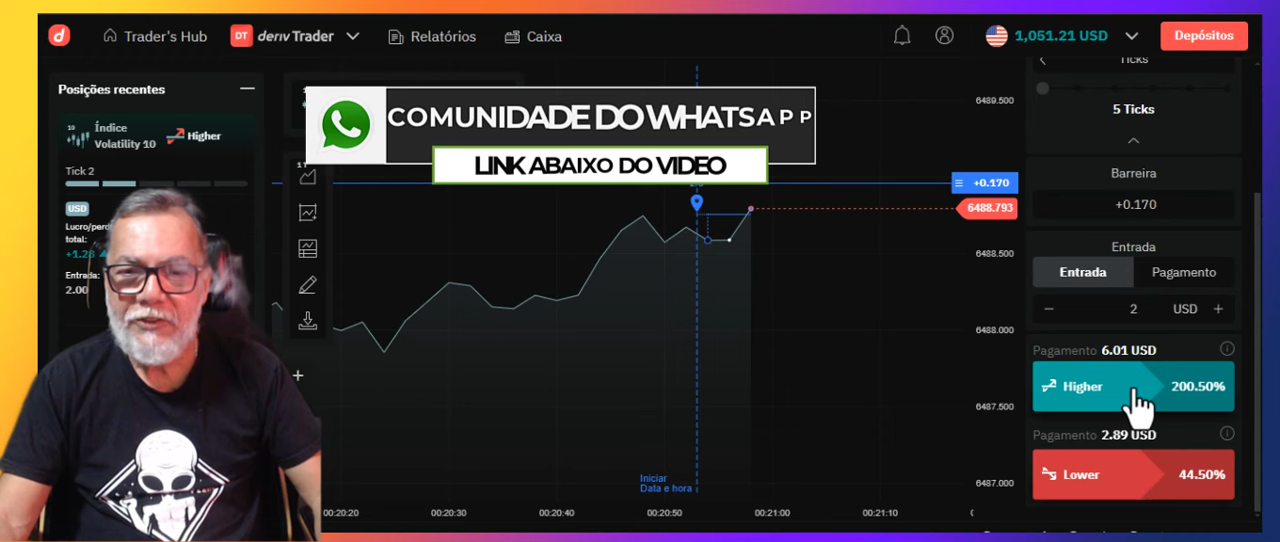 Trader's Hub
DT deriv Trader
Relatórios
Caixa
1,051.21 USD
Depósitos
Posições recentes
10
Índice
Volatility 10
Higher
Tick 2
USD
total:
+1.28
Entrada:
2.00
COMUNIDADE DO WHATSAPP
LINK ABAIXO DO VIDEO
6489.500
+0.170
6488.793
6488.500
6488.000
6487.500
6487.000
Iniciar
Data e hora
00:20:20
00:20:30
00:20:40
00:20:50
00:21:00
00:21:10
Ticks
5 Ticks
Barreira
+0.170
Entrada
Entrada
Pagamento
− 2 USD +
Pagamento 6.01 USD
Higher 200.50%
Pagamento 2.89 USD
Lower 44.50%